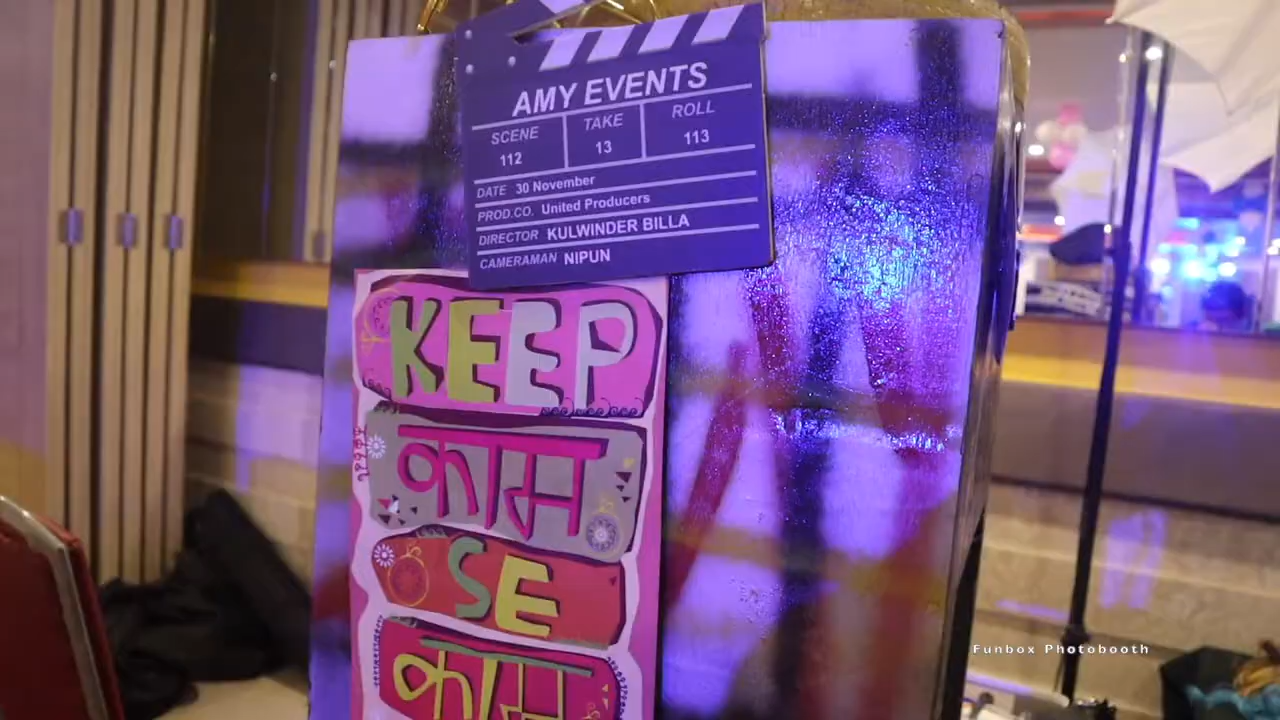 AMY EVENTS
SCENE TAKE ROLL
112 13 113
DATE 30 November
PROD.CO. United Producers
DIRECTOR KULWINDER BILLA
CAMERAMAN NIPUN
KEEP
काम
SE
काम
Funbox Photobooth